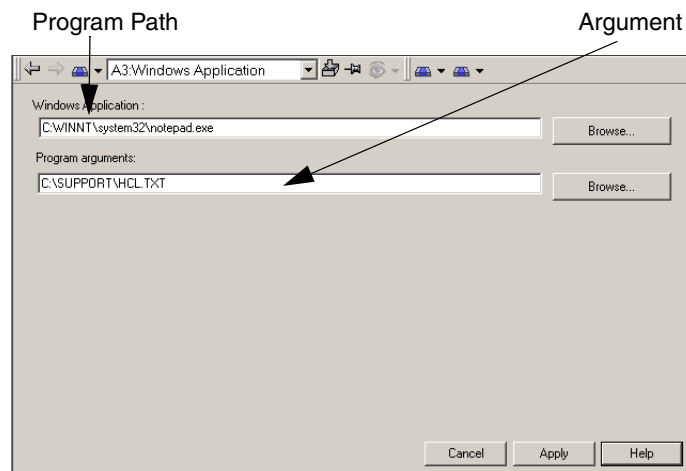 Program Path
Argument
A3:Windows Application
Windows Application :
C:WINNT\system32\notepad.exe
Browse...
Program arguments:
C:\SUPPORT\HCL.TXT
Browse...
Cancel
Apply
Help